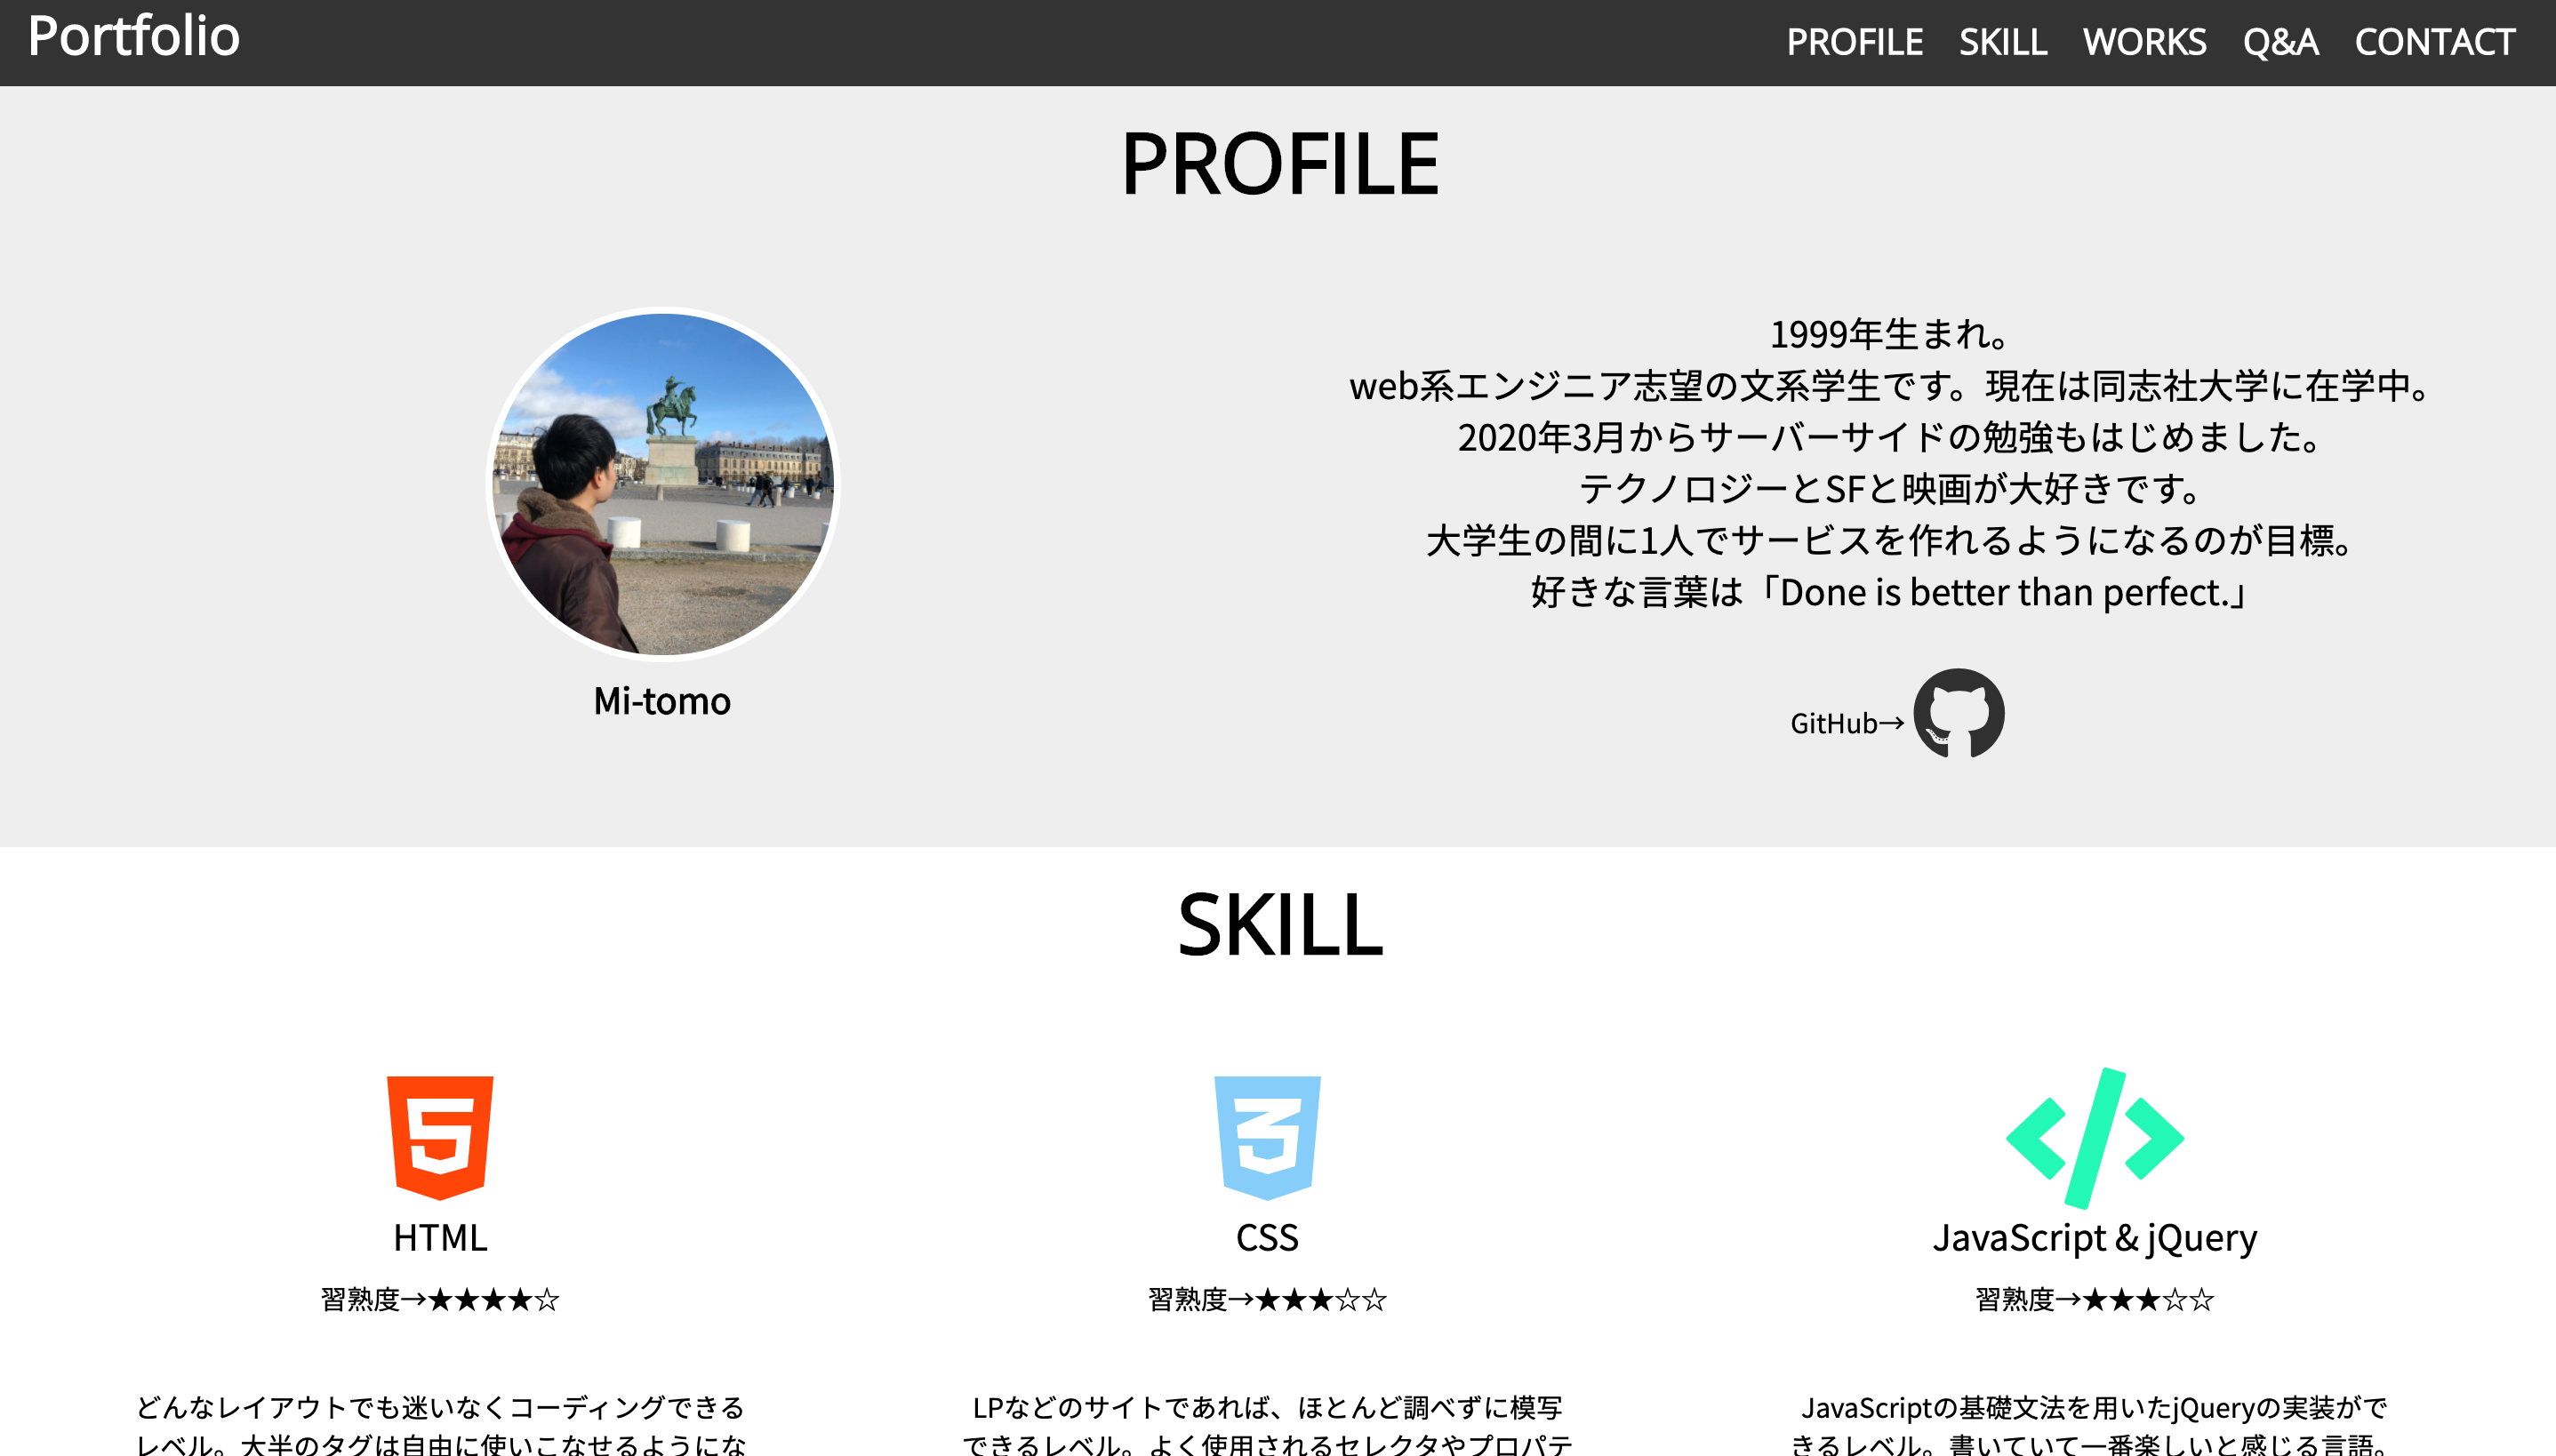 Portfolio
PROFILE SKILL WORKS Q&A CONTACT
PROFILE
1999年生まれ。
web系エンジニア志望の文系学生です。現在は同志社大学に在学中。
2020年3月からサーバーサイドの勉強もはじめました。
テクノロジーとSFと映画が大好きです。
大学生の間に1人でサービスを作れるようになるのが目標。
好きな言葉は「Done is better than perfect.」
Mi-tomo
GitHub→
SKILL
HTML
習熟度→★★★★☆
どんなレイアウトでも迷いなくコーディングできる
レベル。大半のタグは自由に使いこなせるようにな
CSS
習熟度→★★★☆☆
LPなどのサイトであれば、ほとんど調べずに模写
できるレベル。よく使用されるセレクタやプロパテ
JavaScript & jQuery
習熟度→★★★☆☆
JavaScriptの基礎文法を用いたjQueryの実装がで
きるレベル。書いていて一番楽しいと感じる言語。